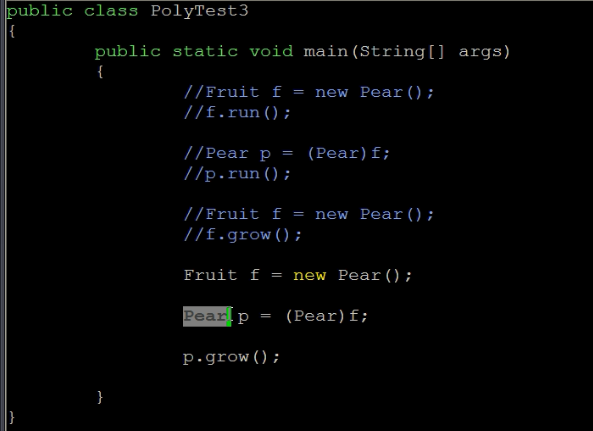 public class PolyTest3
{
public static void main(String[] args)
{
//Fruit f = new Pear();
//f.run();
//Pear p = (Pear)f;
//p.run();
//Fruit f = new Pear();
//f.grow();
Fruit f = new Pear();
Pear p = (Pear)f;
p.grow();
}
}